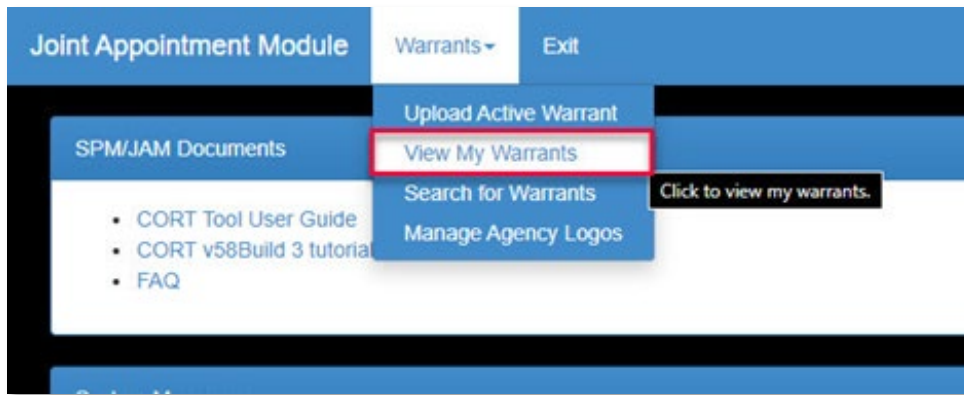 Joint Appointment Module Warrants Exit
Upload Active Warrant
SPM/JAM Documents
View My Warrants
Search for Warrants
Click to view my warrants.
Manage Agency Logos
CORT Tool User Guide
CORT v58Build 3 tutorial
FAQ